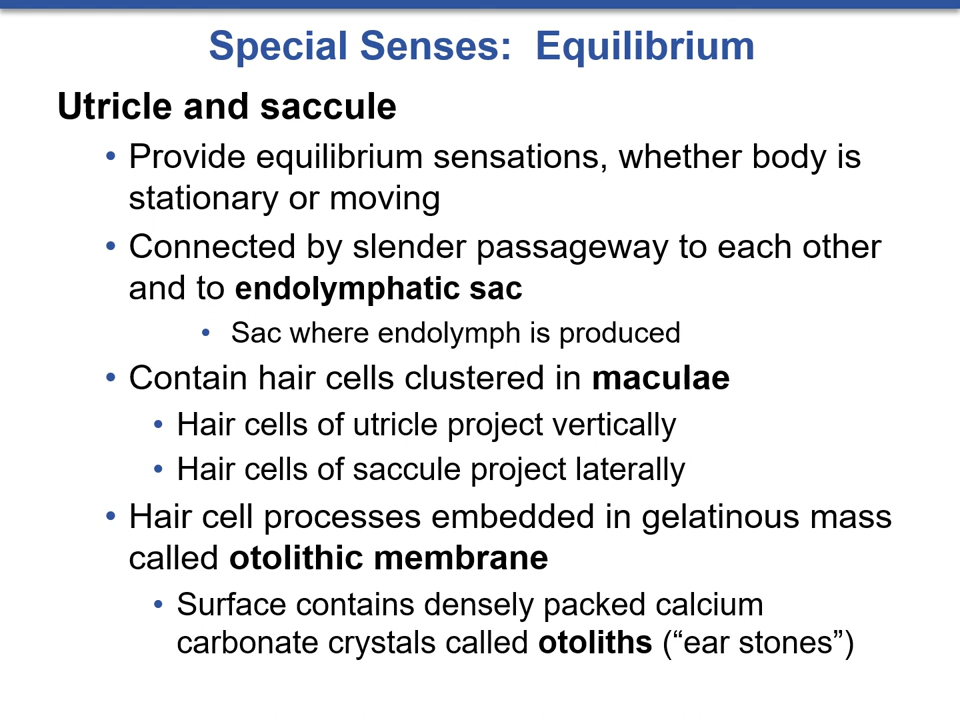 Special Senses:  Equilibrium
Utricle and saccule
• Provide equilibrium sensations, whether body is
stationary or moving
• Connected by slender passageway to each other
and to endolymphatic sac
• Sac where endolymph is produced
• Contain hair cells clustered in maculae
• Hair cells of utricle project vertically
• Hair cells of saccule project laterally
• Hair cell processes embedded in gelatinous mass
called otolithic membrane
• Surface contains densely packed calcium
carbonate crystals called otoliths (“ear stones”)